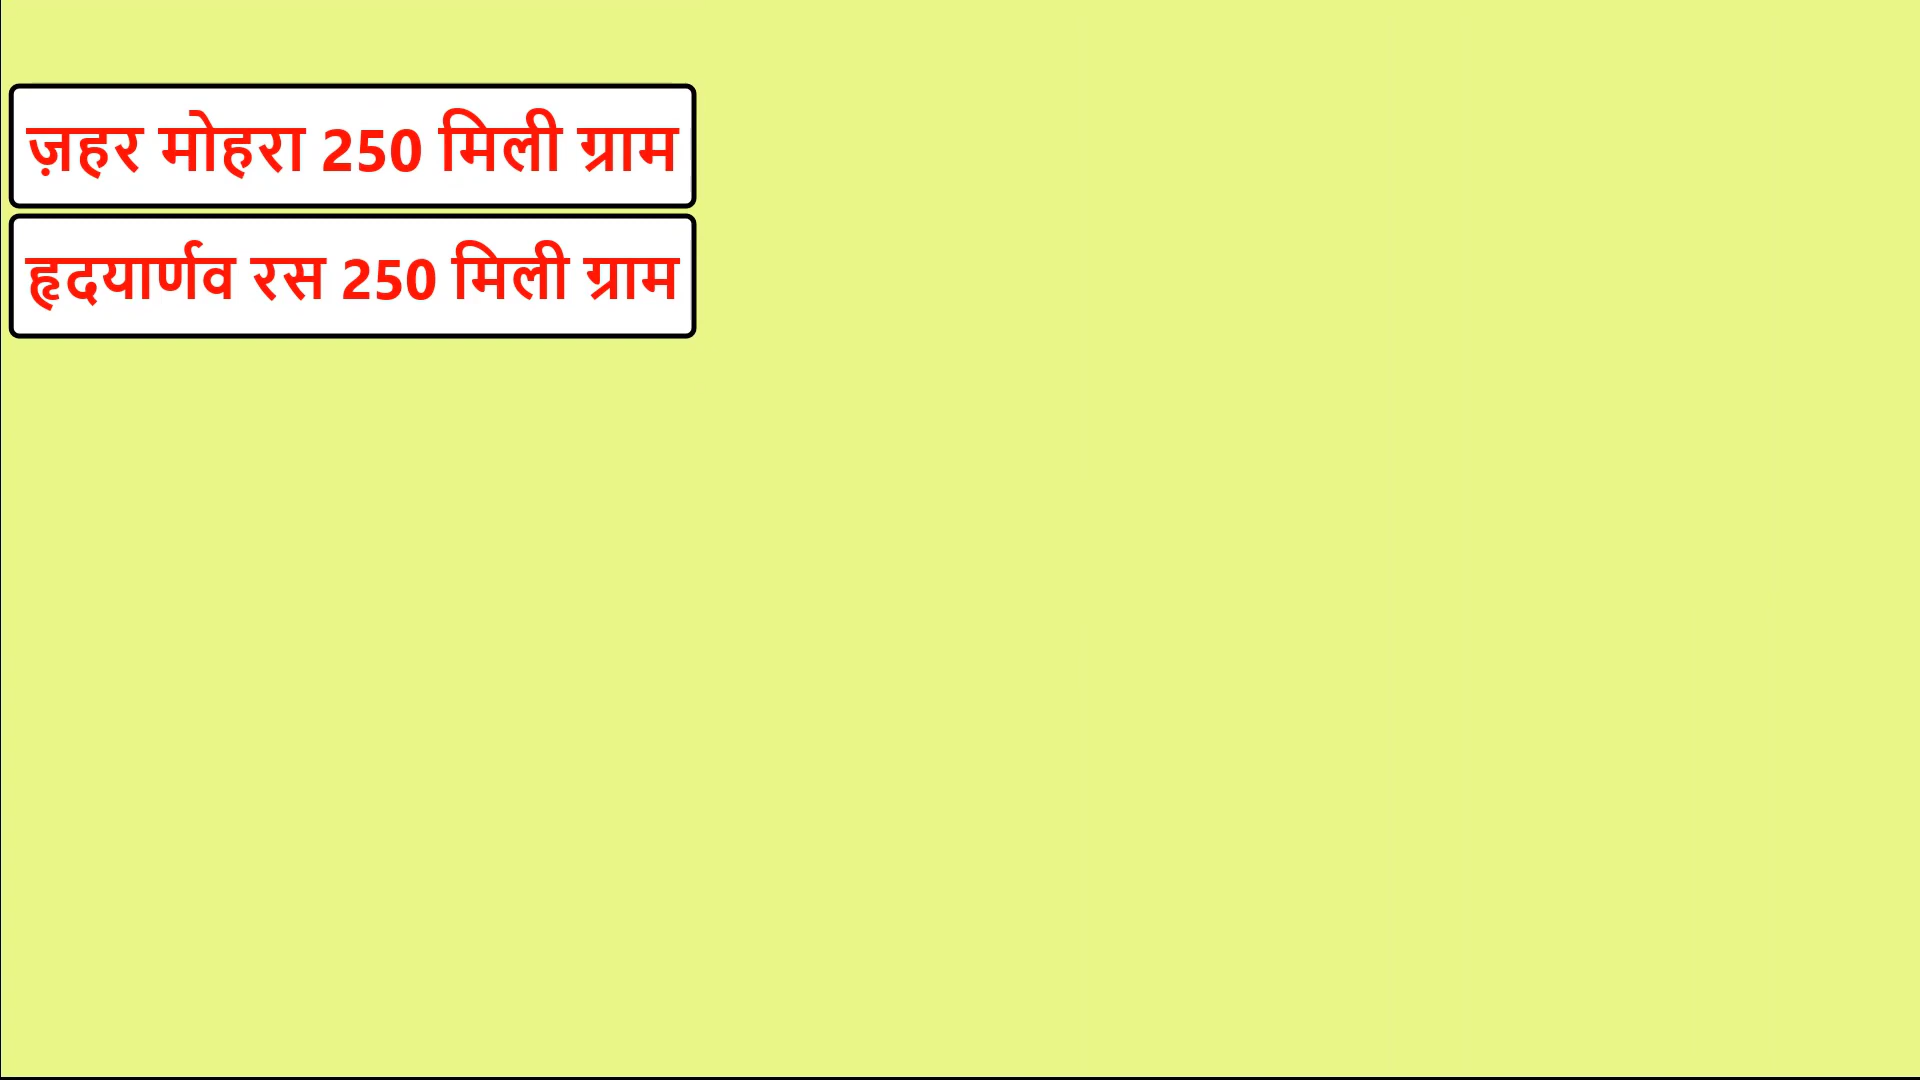 ज़हर मोहरा 250 मिली ग्राम
हृदयार्णव रस 250 मिली ग्राम